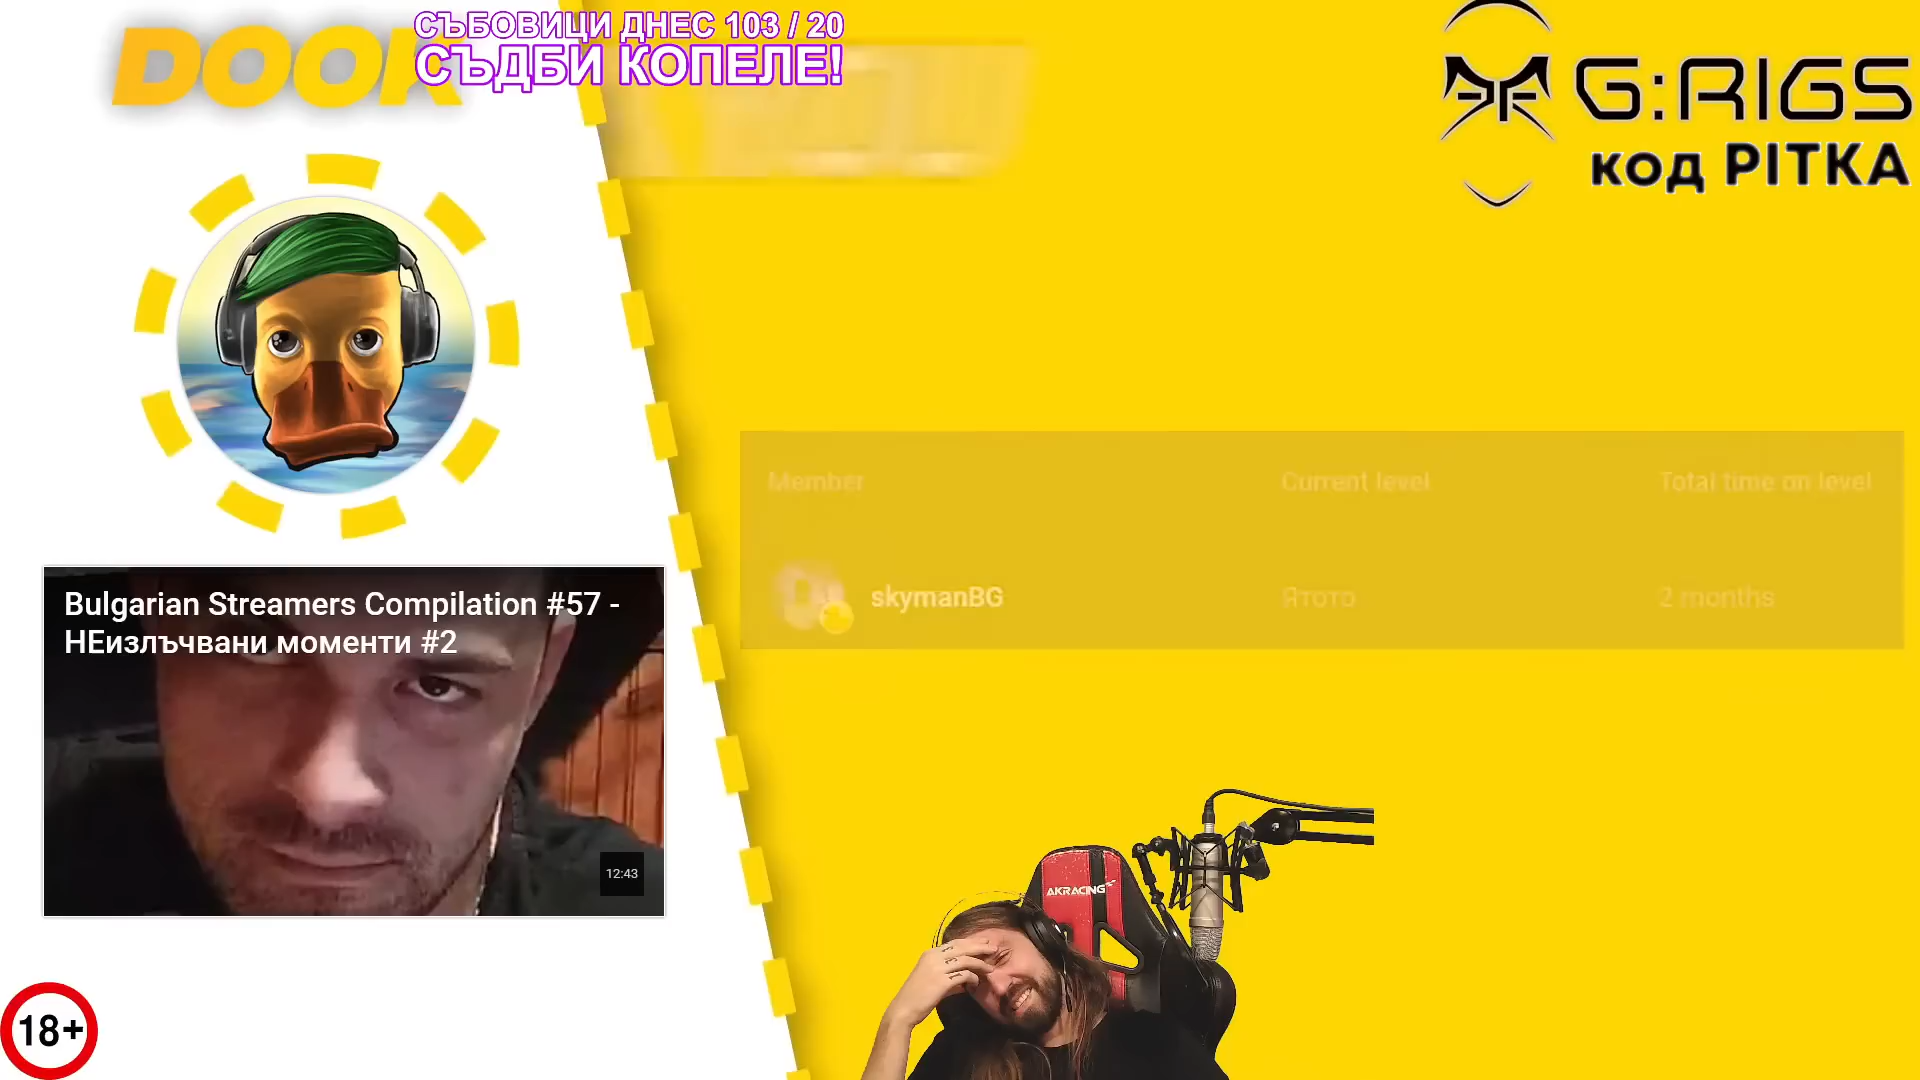 DOOK
СЪБОВИЦИ ДНЕС 103 / 20
СЪДБИ КОПЕЛЕ!
G:RIGS
код PITKA
Member
Current level
Total time on level
skymanBG
Ятото
2 months
Bulgarian Streamers Compilation #57 -
НЕизлъчвани моменти #2
12:43
AKRACING
18+